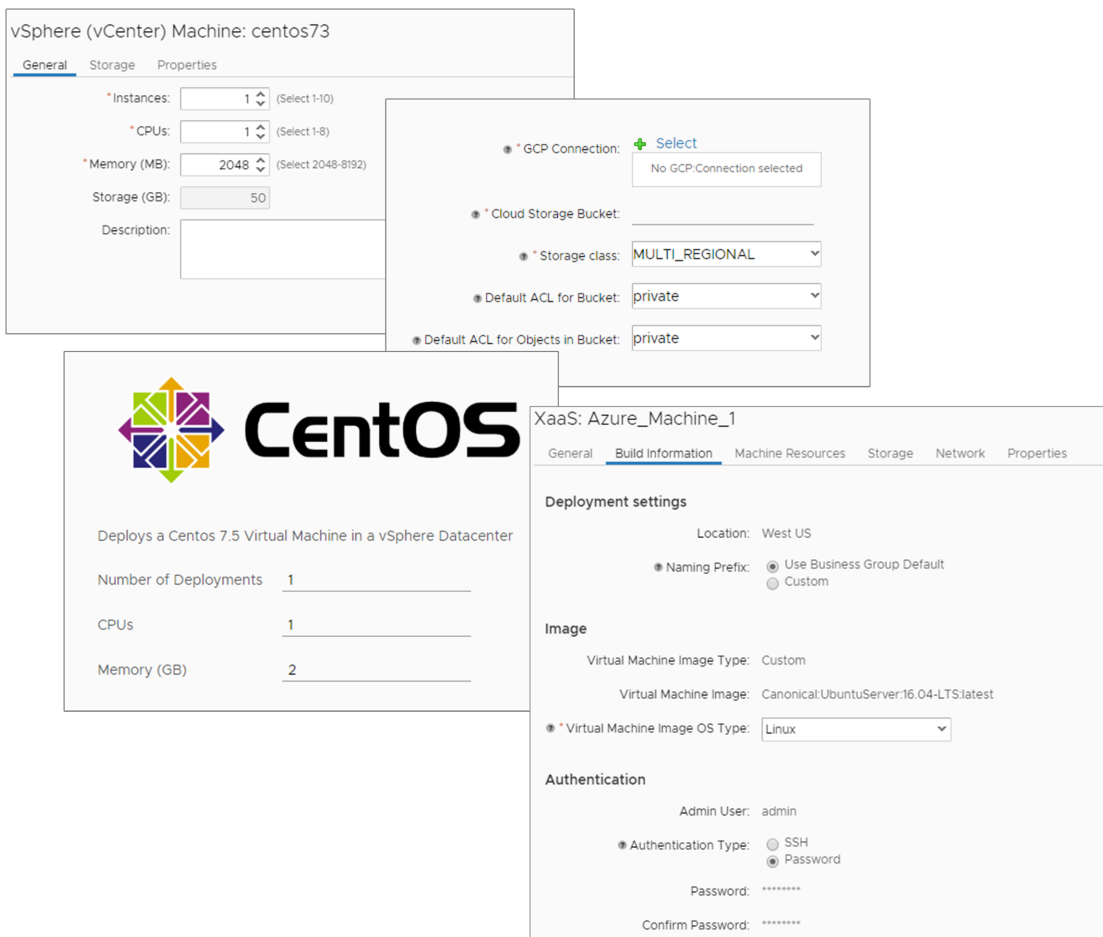 vSphere (vCenter) Machine: centos73
General Storage Properties
* Instances: 1 (Select 1-10)
* CPUs: 1 (Select 1-8)
* Memory (MB): 2048 (Select 2048-8192)
Storage (GB): 50
Description:
* GCP Connection: Select
No GCP:Connection selected
* Cloud Storage Bucket:
* Storage class: MULTI_REGIONAL
Default ACL for Bucket: private
Default ACL for Objects in Bucket: private
CentOS
Deploys a Centos 7.5 Virtual Machine in a vSphere Datacenter
Number of Deployments 1
CPUs 1
Memory (GB) 2
XaaS: Azure_Machine_1
General Build Information Machine Resources Storage Network Properties
Deployment settings
Location: West US
Naming Prefix: Use Business Group Default
Custom
Image
Virtual Machine Image Type: Custom
Virtual Machine Image: Canonical:UbuntuServer:16.04-LTS:latest
* Virtual Machine Image OS Type: Linux
Authentication
Admin User: admin
Authentication Type: SSH
Password
Password: ********
Confirm Password: ********